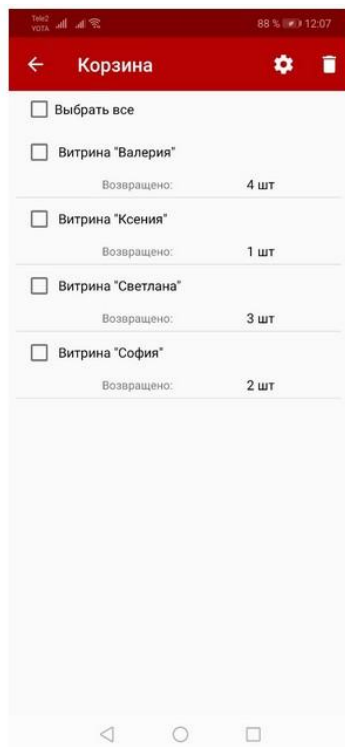 Tele2
YOTA
88 % 12:07
Корзина
Выбрать все
Витрина "Валерия"
Возвращено: 4 шт
Витрина "Ксения"
Возвращено: 1 шт
Витрина "Светлана"
Возвращено: 3 шт
Витрина "София"
Возвращено: 2 шт